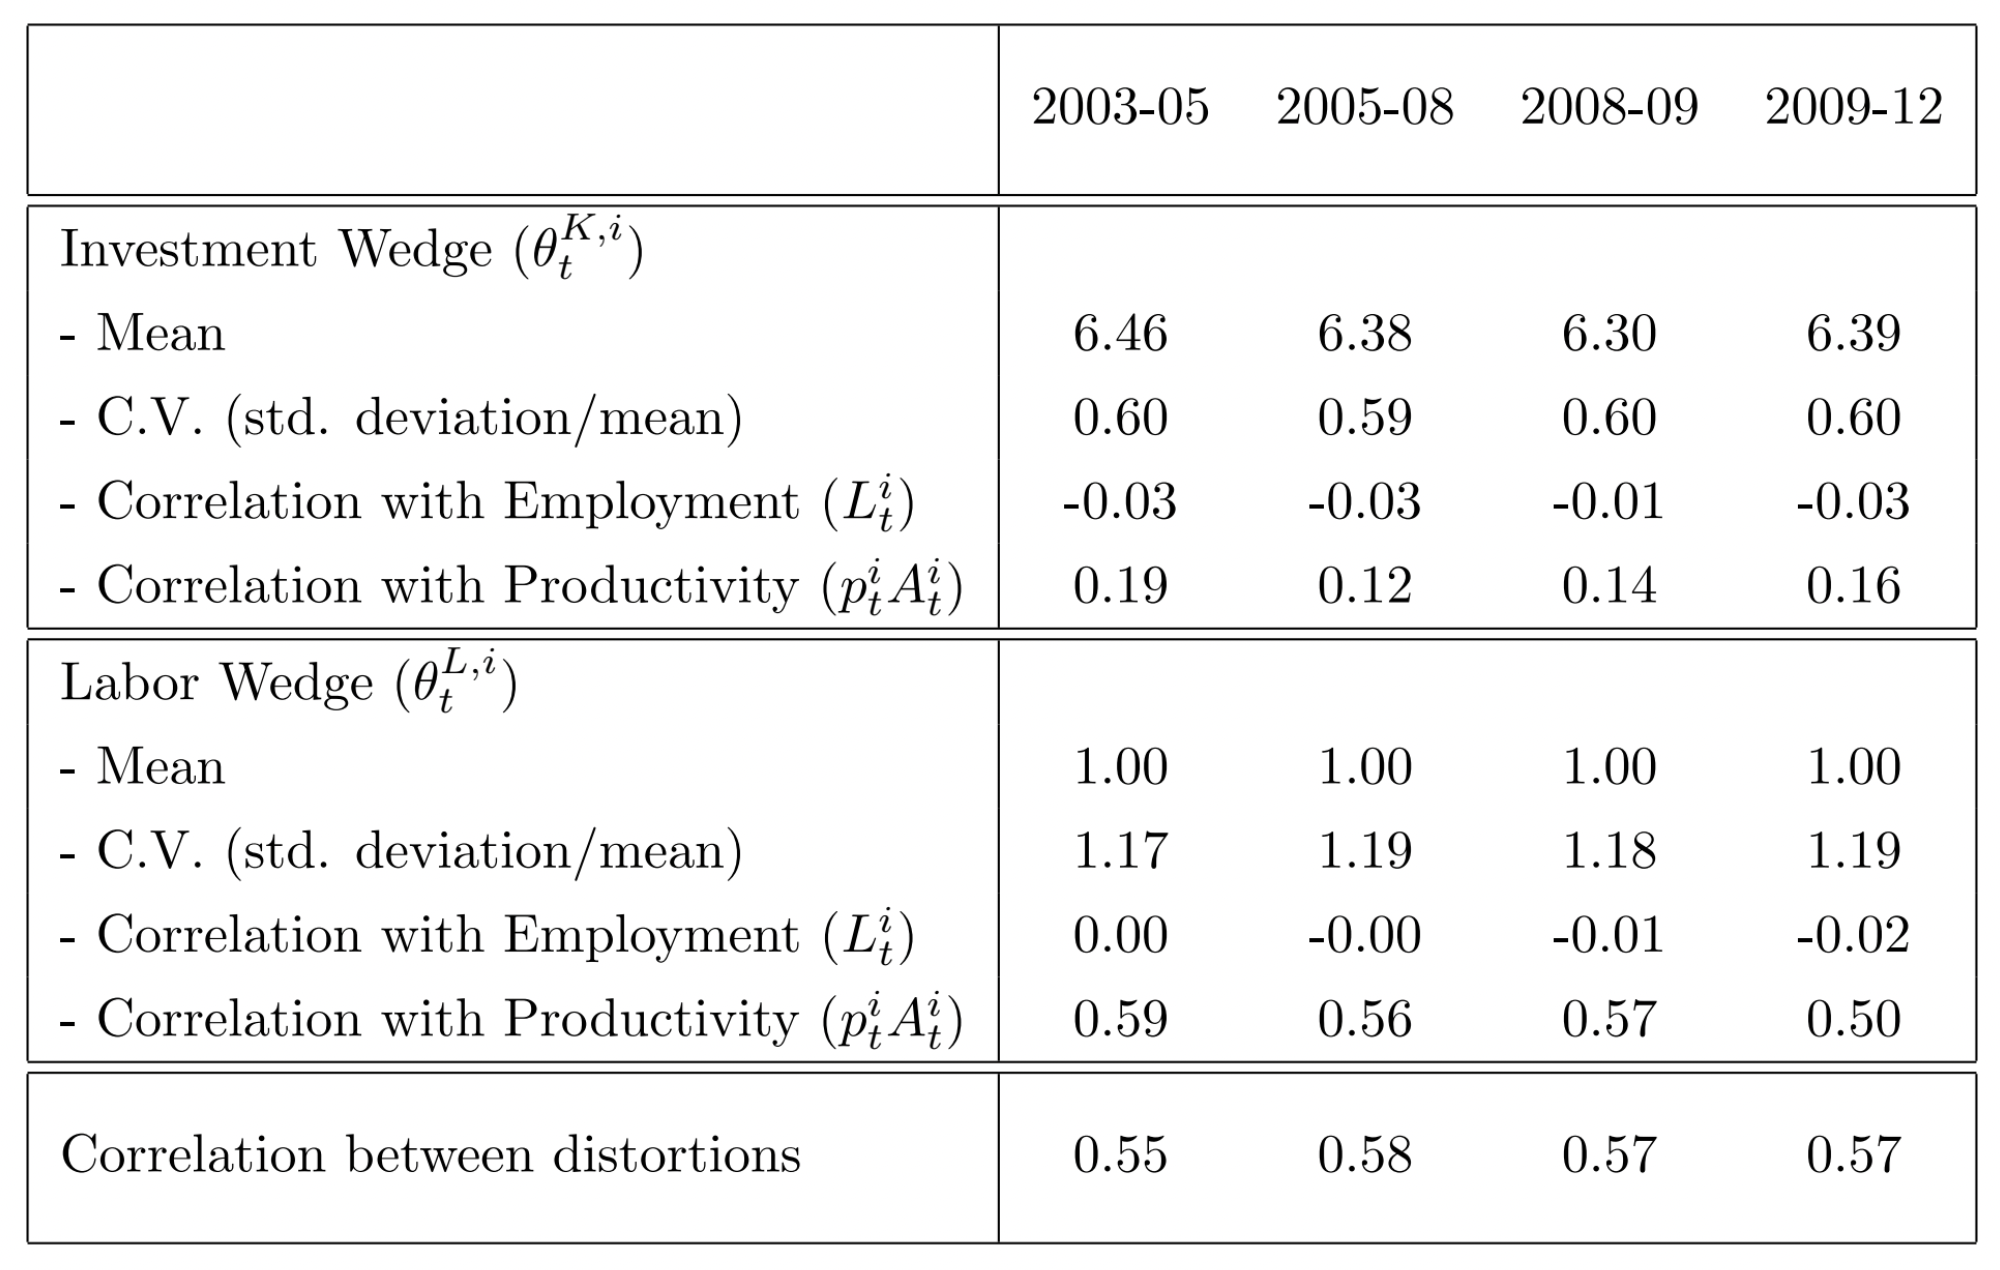 2003-05 2005-08 2008-09 2009-12
Investment Wedge (θ_t^{K,i})
- Mean 6.46 6.38 6.30 6.39
- C.V. (std. deviation/mean) 0.60 0.59 0.60 0.60
- Correlation with Employment (L_t^i) -0.03 -0.03 -0.01 -0.03
- Correlation with Productivity (p_t^i A_t^i) 0.19 0.12 0.14 0.16
Labor Wedge (θ_t^{L,i})
- Mean 1.00 1.00 1.00 1.00
- C.V. (std. deviation/mean) 1.17 1.19 1.18 1.19
- Correlation with Employment (L_t^i) 0.00 -0.00 -0.01 -0.02
- Correlation with Productivity (p_t^i A_t^i) 0.59 0.56 0.57 0.50
Correlation between distortions 0.55 0.58 0.57 0.57